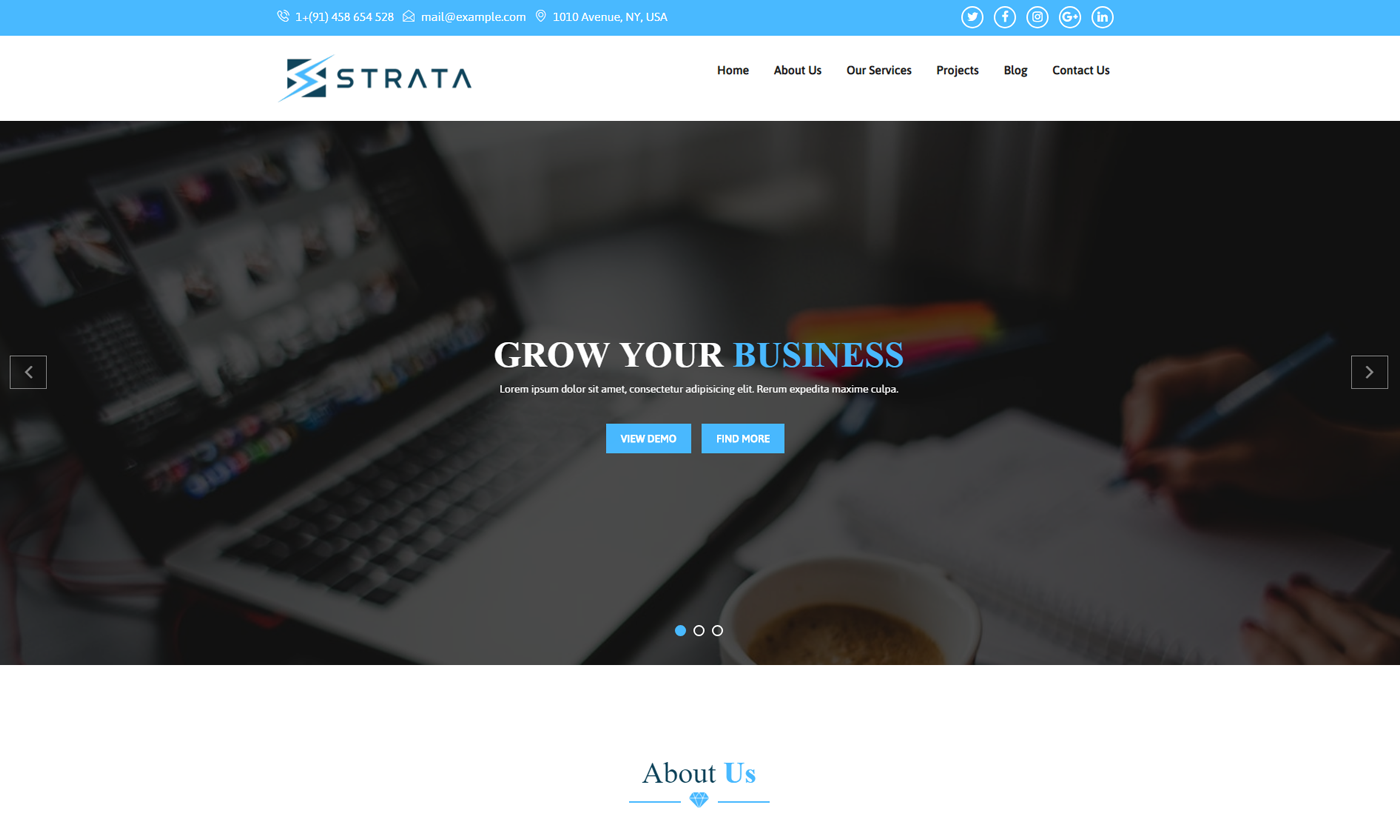 1+(91) 458 654 528 mail@example.com 1010 Avenue, NY, USA
STRATA
Home About Us Our Services Projects Blog Contact Us
GROW YOUR BUSINESS
Lorem ipsum dolor sit amet, consectetur adipisicing elit. Rerum expedita maxime culpa.
VIEW DEMO FIND MORE
About Us